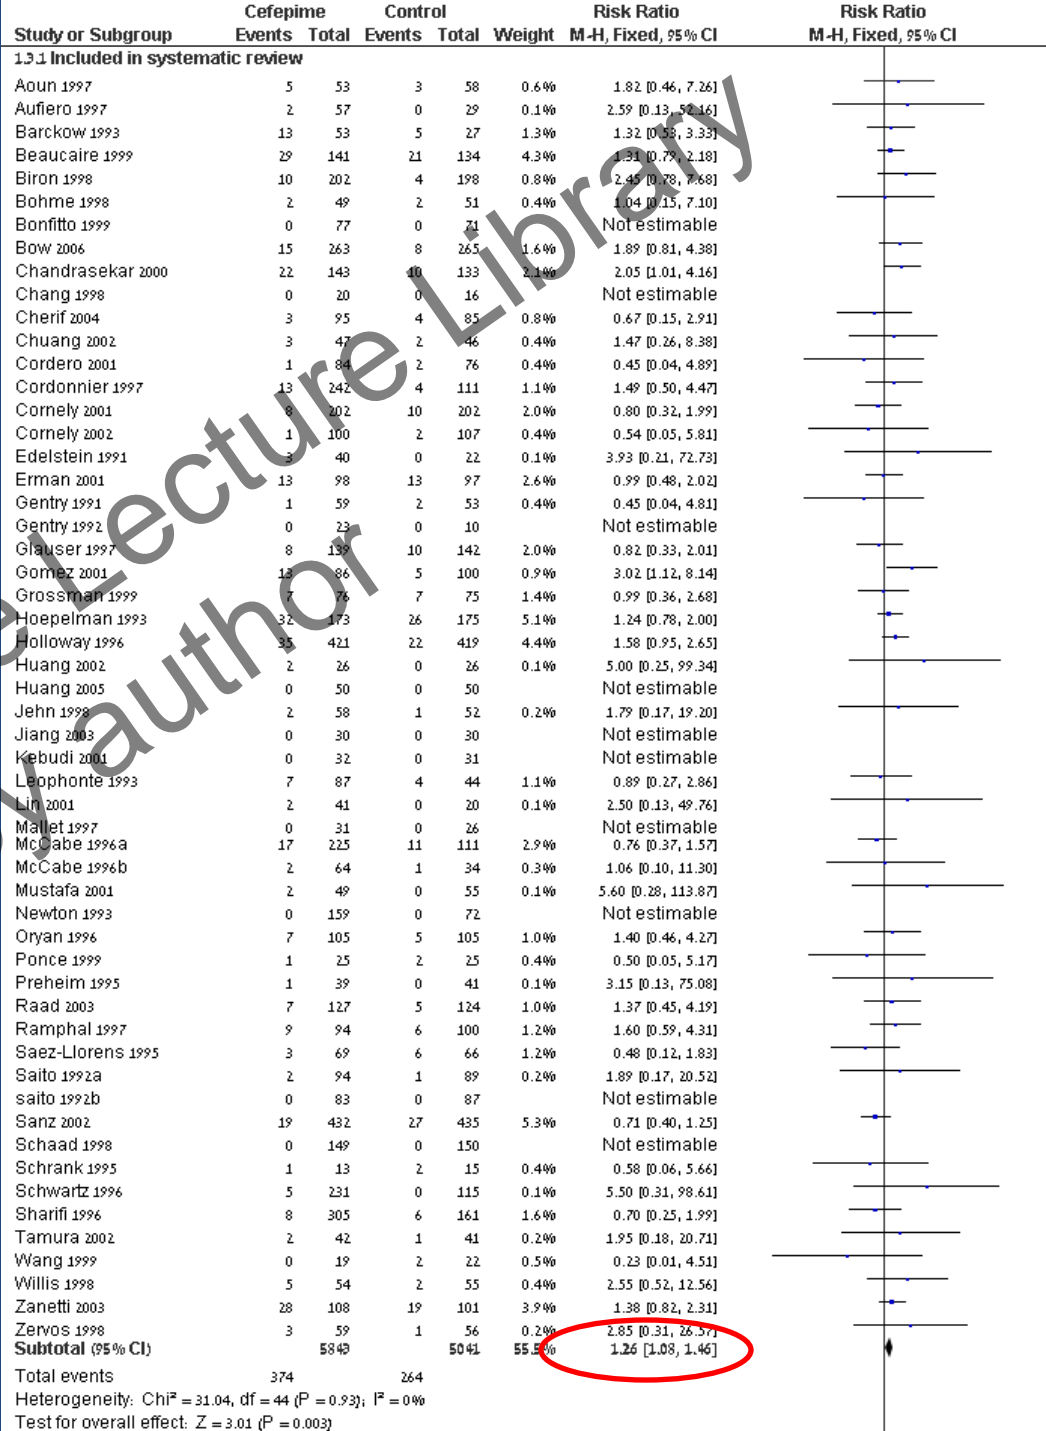 Cefepime Control Risk Ratio Risk Ratio
Study or Subgroup Events Total Events Total Weight M-H, Fixed, 95% CI M-H, Fixed, 95% CI
1.3.1 Included in systematic review
Aoun 1997 5 53 3 58 0.6% 1.82 [0.46, 7.26]
Aufiero 1997 2 57 0 29 0.1% 2.59 [0.13, 52.16]
Barckow 1993 13 53 5 27 1.3% 1.32 [0.53, 3.33]
Beaucaire 1999 29 141 21 134 4.3% 1.31 [0.79, 2.18]
Biron 1998 10 202 4 198 0.8% 2.45 [0.78, 7.68]
Bohme 1998 2 49 2 51 0.4% 1.04 [0.15, 7.10]
Bonfitto 1999 0 77 0 71 Not estimable
Bow 2006 15 263 8 265 1.6% 1.89 [0.81, 4.38]
Chandrasekar 2000 22 143 10 133 2.1% 2.05 [1.01, 4.16]
Chang 1998 0 20 0 16 Not estimable
Cherif 2004 3 95 4 85 0.8% 0.67 [0.15, 2.91]
Chuang 2002 3 47 2 46 0.4% 1.47 [0.26, 8.38]
Cordero 2001 1 84 2 76 0.4% 0.45 [0.04, 4.89]
Cordonnier 1997 13 242 4 111 1.1% 1.49 [0.50, 4.47]
Cornely 2001 8 202 10 202 2.0% 0.80 [0.32, 1.99]
Cornely 2002 1 100 2 107 0.4% 0.54 [0.05, 5.81]
Edelstein 1991 3 40 0 22 0.1% 3.93 [0.21, 72.73]
Erman 2001 13 98 13 97 2.6% 0.99 [0.48, 2.02]
Gentry 1991 1 59 2 53 0.4% 0.45 [0.04, 4.81]
Gentry 1992 0 23 0 10 Not estimable
Glauser 1997 8 139 10 142 2.0% 0.82 [0.33, 2.01]
Gomez 2001 13 86 5 100 0.9% 3.02 [1.12, 8.14]
Grossman 1999 7 76 7 75 1.4% 0.99 [0.36, 2.68]
Hoepelman 1993 32 173 26 175 5.1% 1.24 [0.78, 2.00]
Holloway 1996 35 421 22 419 4.4% 1.58 [0.95, 2.65]
Huang 2002 2 26 0 26 0.1% 5.00 [0.25, 99.34]
Huang 2005 0 50 0 50 Not estimable
Jehn 1998 2 58 1 52 0.2% 1.79 [0.17, 19.20]
Jiang 2003 0 30 0 30 Not estimable
Kebudi 2001 0 32 0 31 Not estimable
Leophonte 1993 7 87 4 44 1.1% 0.89 [0.27, 2.86]
Lin 2001 2 41 0 20 0.1% 2.50 [0.13, 49.76]
Mallet 1997 0 31 0 26 Not estimable
McCabe 1996a 17 225 11 111 2.9% 0.76 [0.37, 1.57]
McCabe 1996b 2 64 1 34 0.3% 1.06 [0.10, 11.30]
Mustafa 2001 2 49 0 55 0.1% 5.60 [0.28, 113.87]
Newton 1993 0 159 0 72 Not estimable
Oryan 1996 7 105 5 105 1.0% 1.40 [0.46, 4.27]
Ponce 1999 1 25 2 25 0.4% 0.50 [0.05, 5.17]
Preheim 1995 1 39 0 41 0.1% 3.15 [0.13, 75.08]
Raad 2003 7 127 5 124 1.0% 1.37 [0.45, 4.19]
Ramphal 1997 9 94 6 100 1.2% 1.60 [0.59, 4.31]
Saez-Llorens 1995 3 69 6 66 1.2% 0.48 [0.12, 1.83]
Saito 1992a 2 94 1 89 0.2% 1.89 [0.17, 20.52]
saito 1992b 0 83 0 87 Not estimable
Sanz 2002 19 432 27 435 5.3% 0.71 [0.40, 1.25]
Schaad 1998 0 149 0 150 Not estimable
Schrank 1995 1 13 2 15 0.4% 0.58 [0.06, 5.66]
Schwartz 1996 5 231 0 115 0.1% 5.50 [0.31, 98.61]
Sharifi 1996 8 305 6 161 1.6% 0.70 [0.25, 1.99]
Tamura 2002 2 42 1 41 0.2% 1.95 [0.18, 20.71]
Wang 1999 0 19 2 22 0.5% 0.23 [0.01, 4.51]
Willis 1998 5 54 2 55 0.4% 2.55 [0.52, 12.56]
Zanetti 2003 28 108 19 101 3.9% 1.38 [0.82, 2.31]
Zervos 1998 3 59 1 56 0.2% 2.85 [0.31, 26.57]
Subtotal (95% CI) 5843 5041 55.5% 1.26 [1.08, 1.46]
Total events 374 264
Heterogeneity: Chi² = 31.04, df = 44 (P = 0.93); I² = 0%
Test for overall effect: Z = 3.01 (P = 0.003)
Lecture Library
by author